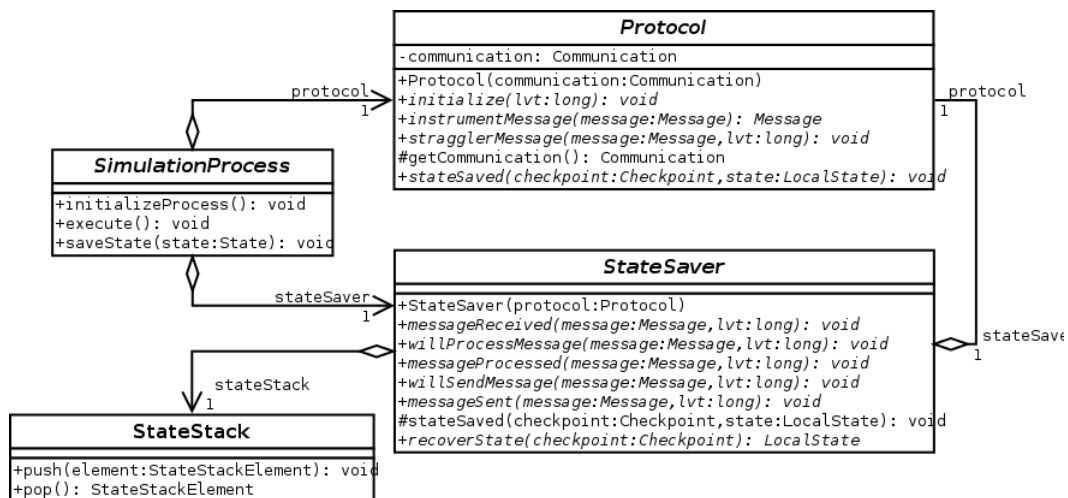 Protocol
-communication: Communication
+Protocol(communication:Communication)
+initialize(lvt:long): void
+instrumentMessage(message:Message): Message
+stragglerMessage(message:Message,lvt:long): void
#getCommunication(): Communication
+stateSaved(checkpoint:Checkpoint,state:LocalState): void
protocol
1
protocol
1
SimulationProcess
+initializeProcess(): void
+execute(): void
+saveState(state:State): void
stateSaver
1
StateSaver
+StateSaver(protocol:Protocol)
+messageReceived(message:Message,lvt:long): void
+willProcessMessage(message:Message,lvt:long): void
+messageProcessed(message:Message,lvt:long): void
+willSendMessage(message:Message,lvt:long): void
+messageSent(message:Message,lvt:long): void
#stateSaved(checkpoint:Checkpoint,state:LocalState): void
+recoverState(checkpoint:Checkpoint): LocalState
stateSave
1
stateStack
1
StateStack
+push(element:StateStackElement): void
+pop(): StateStackElement